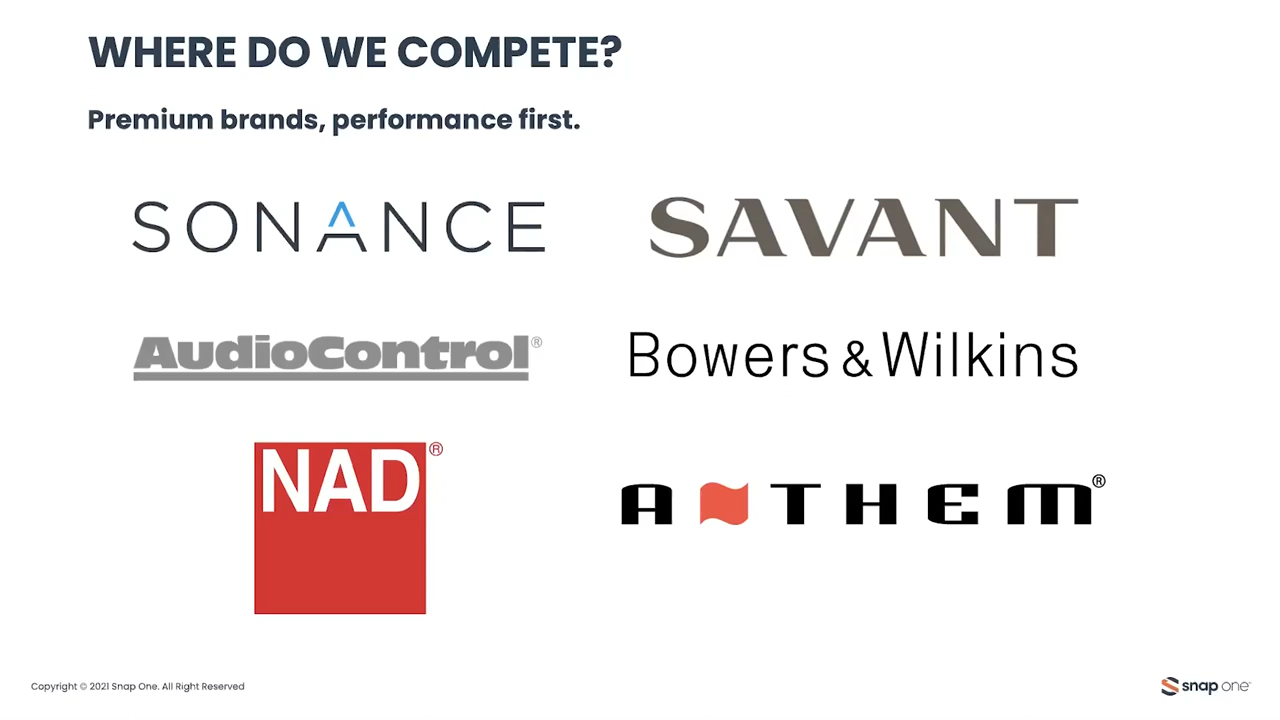 WHERE DO WE COMPETE?
Premium brands, performance first.
SONANCE
SAVANT
AudioControl®
Bowers & Wilkins
NAD®
ANTHEM®
Copyright © 2021 Snap One. All Right Reserved
snap one